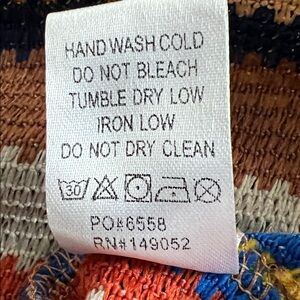 HAND WASH COLD
DO NOT BLEACH
TUMBLE DRY LOW
IRON LOW
DO NOT DRY CLEAN
30
PO#6558
RN#149052